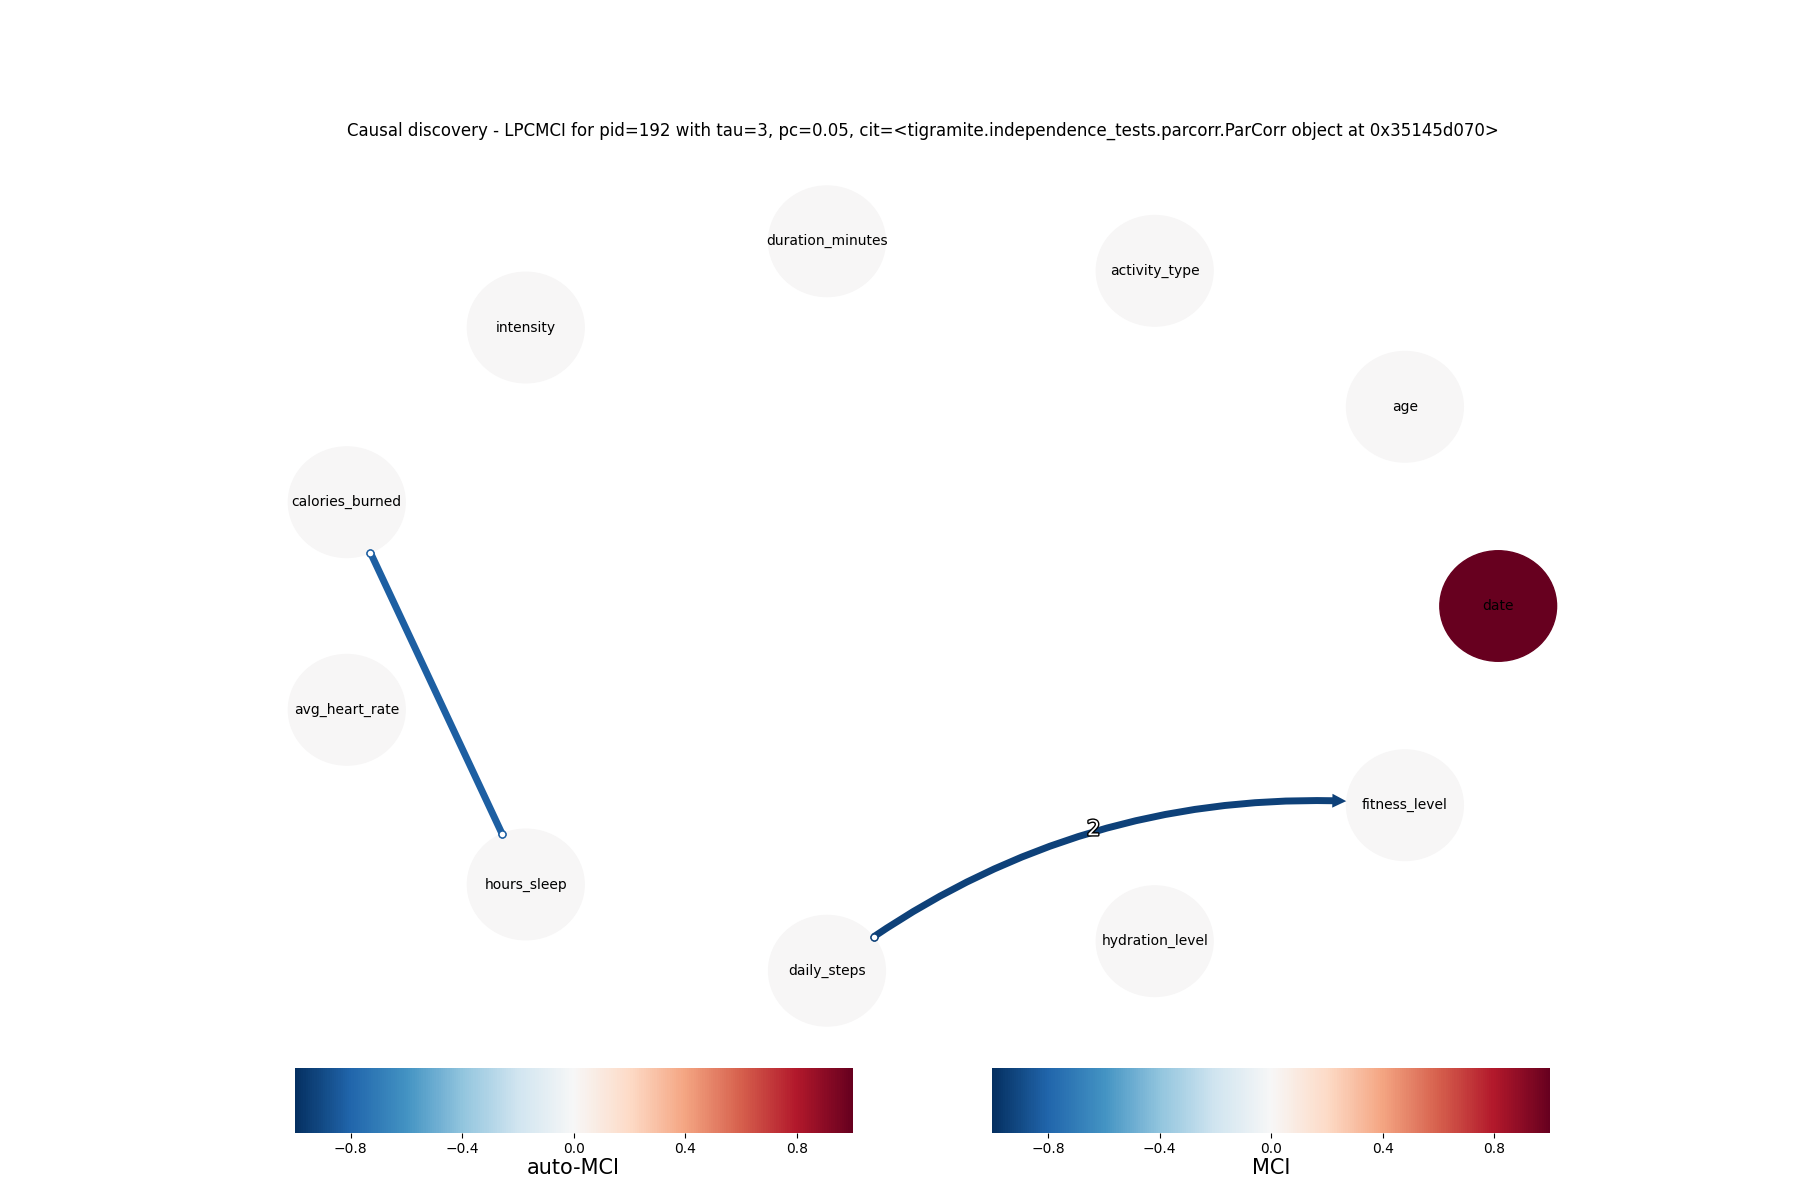 Causal discovery - LPCMCI for pid=192 with tau=3, pc=0.05, cit=<tigramite.independence_tests.parcorr.ParCorr object at 0x35145d070>
duration_minutes
activity_type
intensity
age
calories_burned
date
avg_heart_rate
fitness_level
2
hours_sleep
hydration_level
daily_steps
−0.8 −0.4 0.0 0.4 0.8
auto-MCI
−0.8 −0.4 0.0 0.4 0.8
MCI